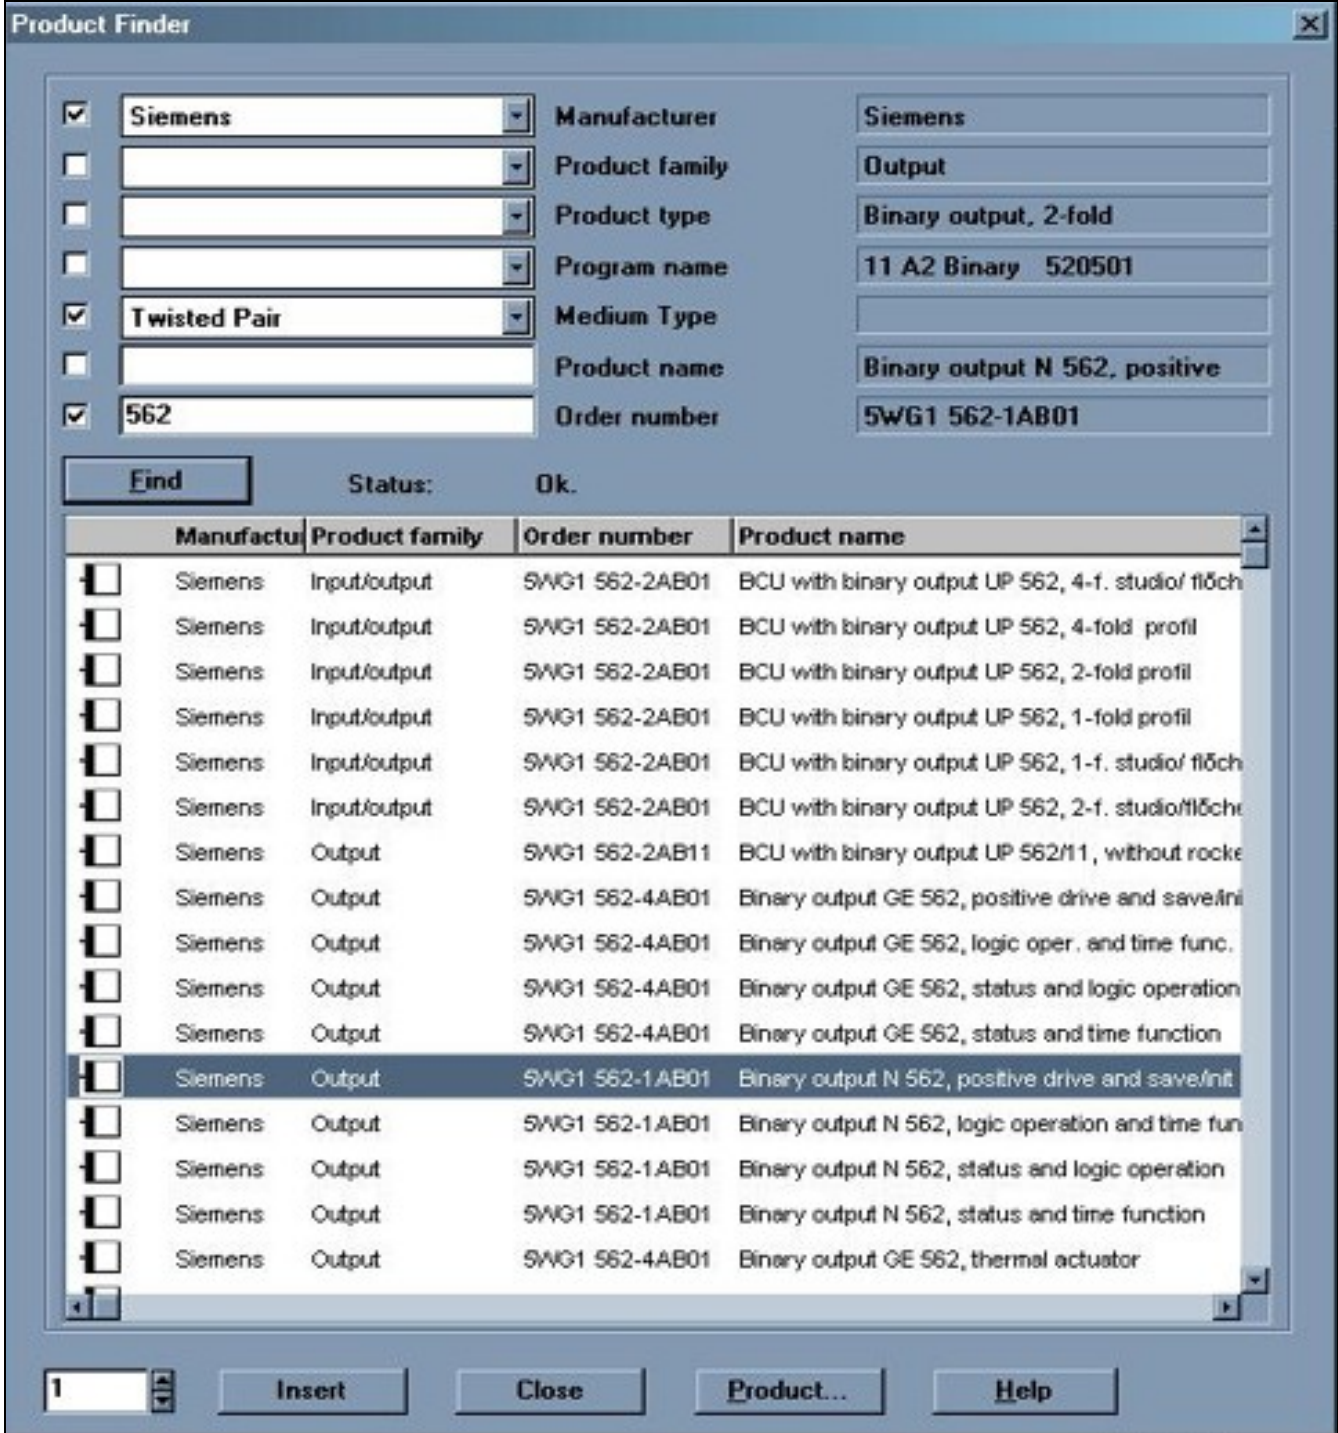 Product Finder
Siemens Manufacturer Siemens
Product family Output
Product type Binary output, 2-fold
Program name 11 A2 Binary 520501
Twisted Pair Medium Type
Product name Binary output N 562, positive
562 Order number 5WG1 562-1AB01
Find Status: Ok.
Manufactu Product family Order number Product name
Siemens Input/output 5WG1 562-2AB01 BCU with binary output UP 562, 4-f. studio/ flőch
Siemens Input/output 5WG1 562-2AB01 BCU with binary output UP 562, 4-fold profil
Siemens Input/output 5WG1 562-2AB01 BCU with binary output UP 562, 2-fold profil
Siemens Input/output 5WG1 562-2AB01 BCU with binary output UP 562, 1-fold profil
Siemens Input/output 5WG1 562-2AB01 BCU with binary output UP 562, 1-f. studio/ flőch
Siemens Input/output 5WG1 562-2AB01 BCU with binary output UP 562, 2-f. studio/flőche
Siemens Output 5WG1 562-2AB11 BCU with binary output UP 562/11, without rocke
Siemens Output 5WG1 562-4AB01 Binary output GE 562, positive drive and save/ini
Siemens Output 5WG1 562-4AB01 Binary output GE 562, logic oper. and time func.
Siemens Output 5WG1 562-4AB01 Binary output GE 562, status and logic operation
Siemens Output 5WG1 562-4AB01 Binary output GE 562, status and time function
Siemens Output 5WG1 562-1AB01 Binary output N 562, positive drive and save/init
Siemens Output 5WG1 562-1AB01 Binary output N 562, logic operation and time fun
Siemens Output 5WG1 562-1AB01 Binary output N 562, status and logic operation
Siemens Output 5WG1 562-1AB01 Binary output N 562, status and time function
Siemens Output 5WG1 562-4AB01 Binary output GE 562, thermal actuator
1 Insert Close Product... Help